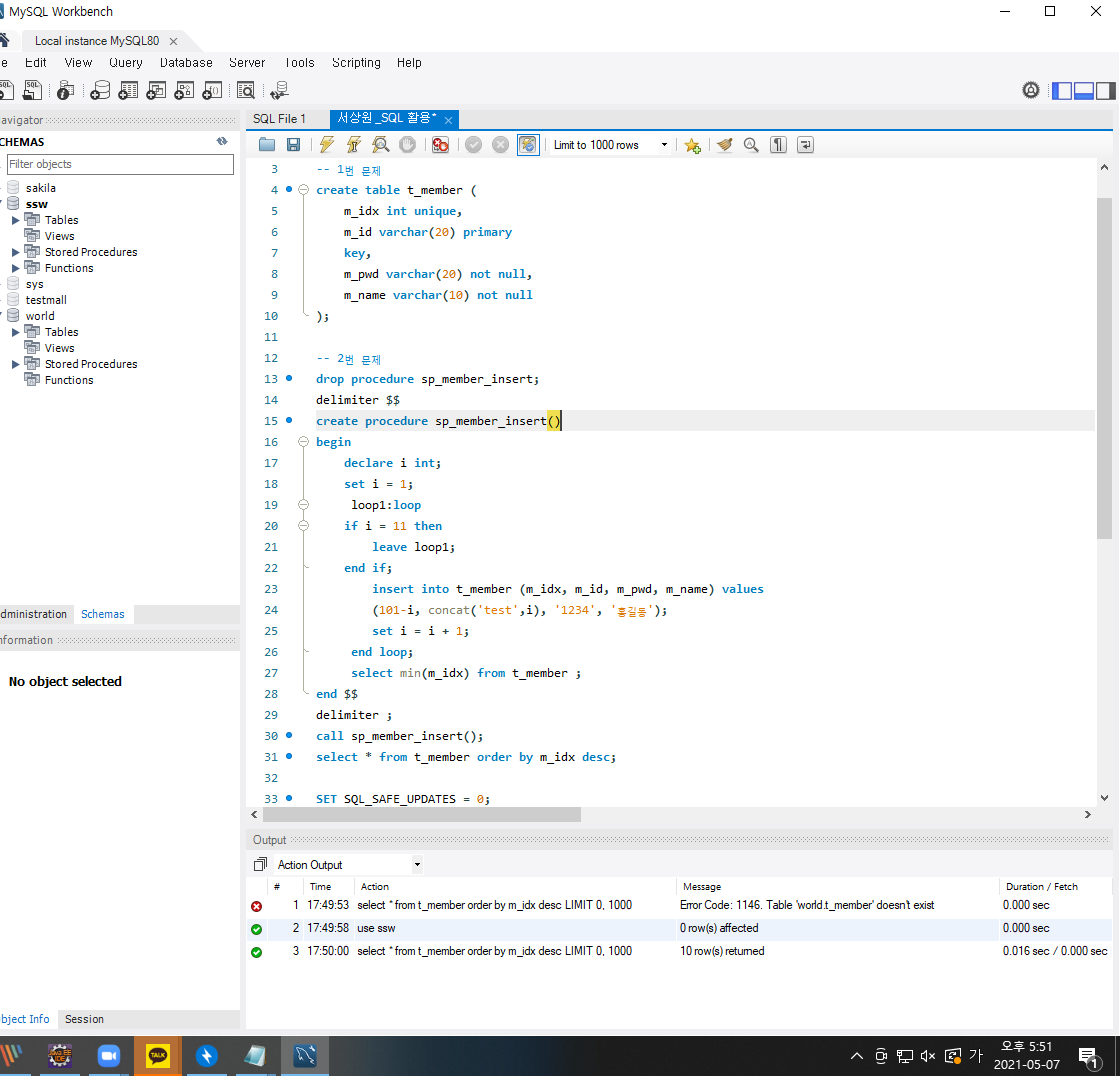 MySQL Workbench
Local instance MySQL80
e Edit View Query Database Server Tools Scripting Help
avigator
SQL File 1 서상원_SQL 활용*
CHEMAS
Filter objects
Limit to 1000 rows
sakila
ssw
Tables
Views
Stored Procedures
Functions
sys
testmall
world
Tables
Views
Stored Procedures
Functions
dministration Schemas
nformation
No object selected
bject Info Session
3 -- 1번 문제
4 create table t_member (
5 m_idx int unique,
6 m_id varchar(20) primary
7 key,
8 m_pwd varchar(20) not null,
9 m_name varchar(10) not null
10 );
11
12 -- 2번 문제
13 drop procedure sp_member_insert;
14 delimiter $$
15 create procedure sp_member_insert()
16 begin
17 declare i int;
18 set i = 1;
19 loop1:loop
20 if i = 11 then
21 leave loop1;
22 end if;
23 insert into t_member (m_idx, m_id, m_pwd, m_name) values
24 (101-i, concat('test',i), '1234', '홍길동');
25 set i = i + 1;
26 end loop;
27 select min(m_idx) from t_member ;
28 end $$
29 delimiter ;
30 call sp_member_insert();
31 select * from t_member order by m_idx desc;
32
33 SET SQL_SAFE_UPDATES = 0;
Output
Action Output
# Time Action Message Duration / Fetch
1 17:49:53 select * from t_member order by m_idx desc LIMIT 0, 1000 Error Code: 1146. Table 'world.t_member' doesn't exist 0.000 sec
2 17:49:58 use ssw 0 row(s) affected 0.000 sec
3 17:50:00 select * from t_member order by m_idx desc LIMIT 0, 1000 10 row(s) returned 0.016 sec / 0.000 sec
TALK
가
오후 5:51
2021-05-07
1